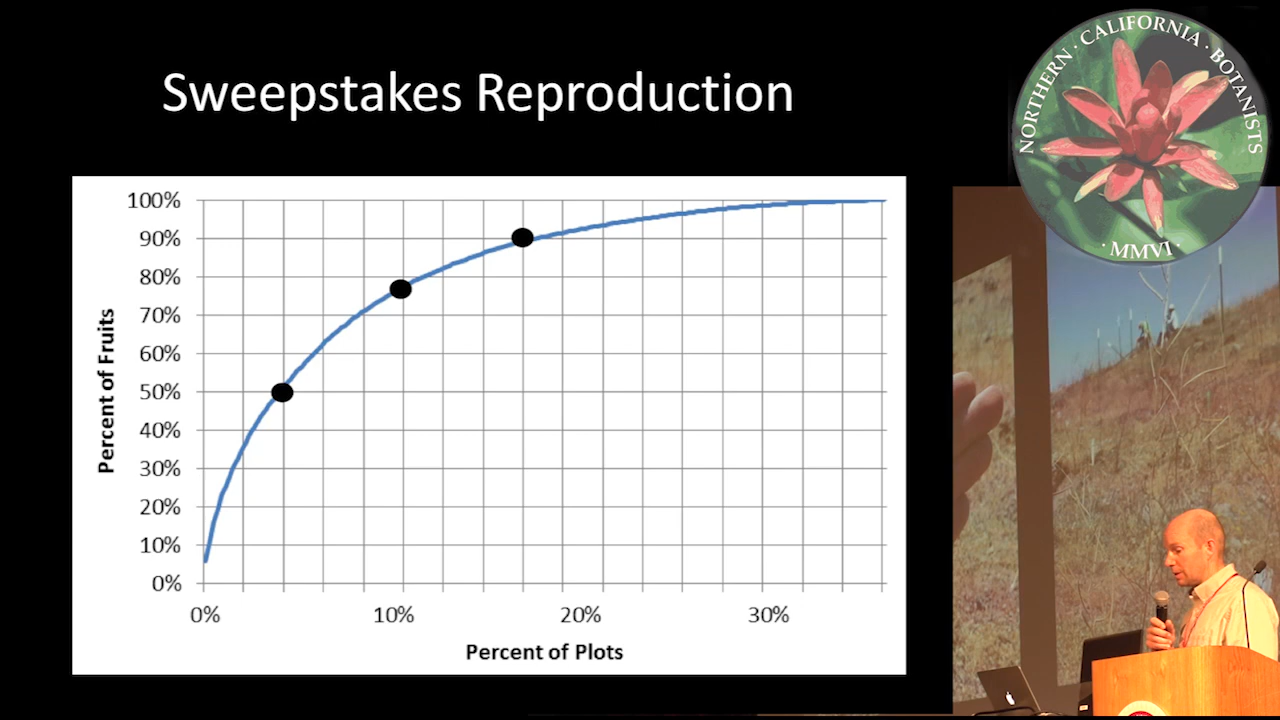 Sweepstakes Reproduction
NORTHERN · CALIFORNIA · BOTANISTS
· MMVI ·
100%
90%
80%
70%
60%
50%
40%
30%
20%
10%
0%
Percent of Fruits
0% 10% 20% 30%
Percent of Plots